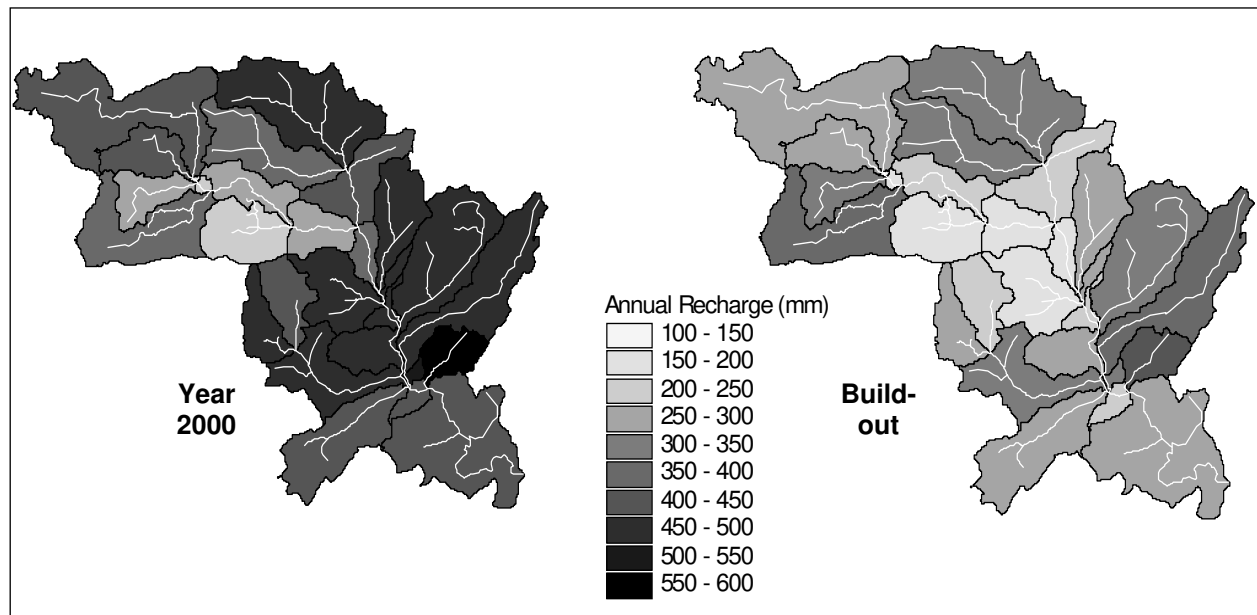 Year
2000
Annual Recharge (mm)
100 - 150
150 - 200
200 - 250
250 - 300
300 - 350
350 - 400
400 - 450
450 - 500
500 - 550
550 - 600
Build-
out